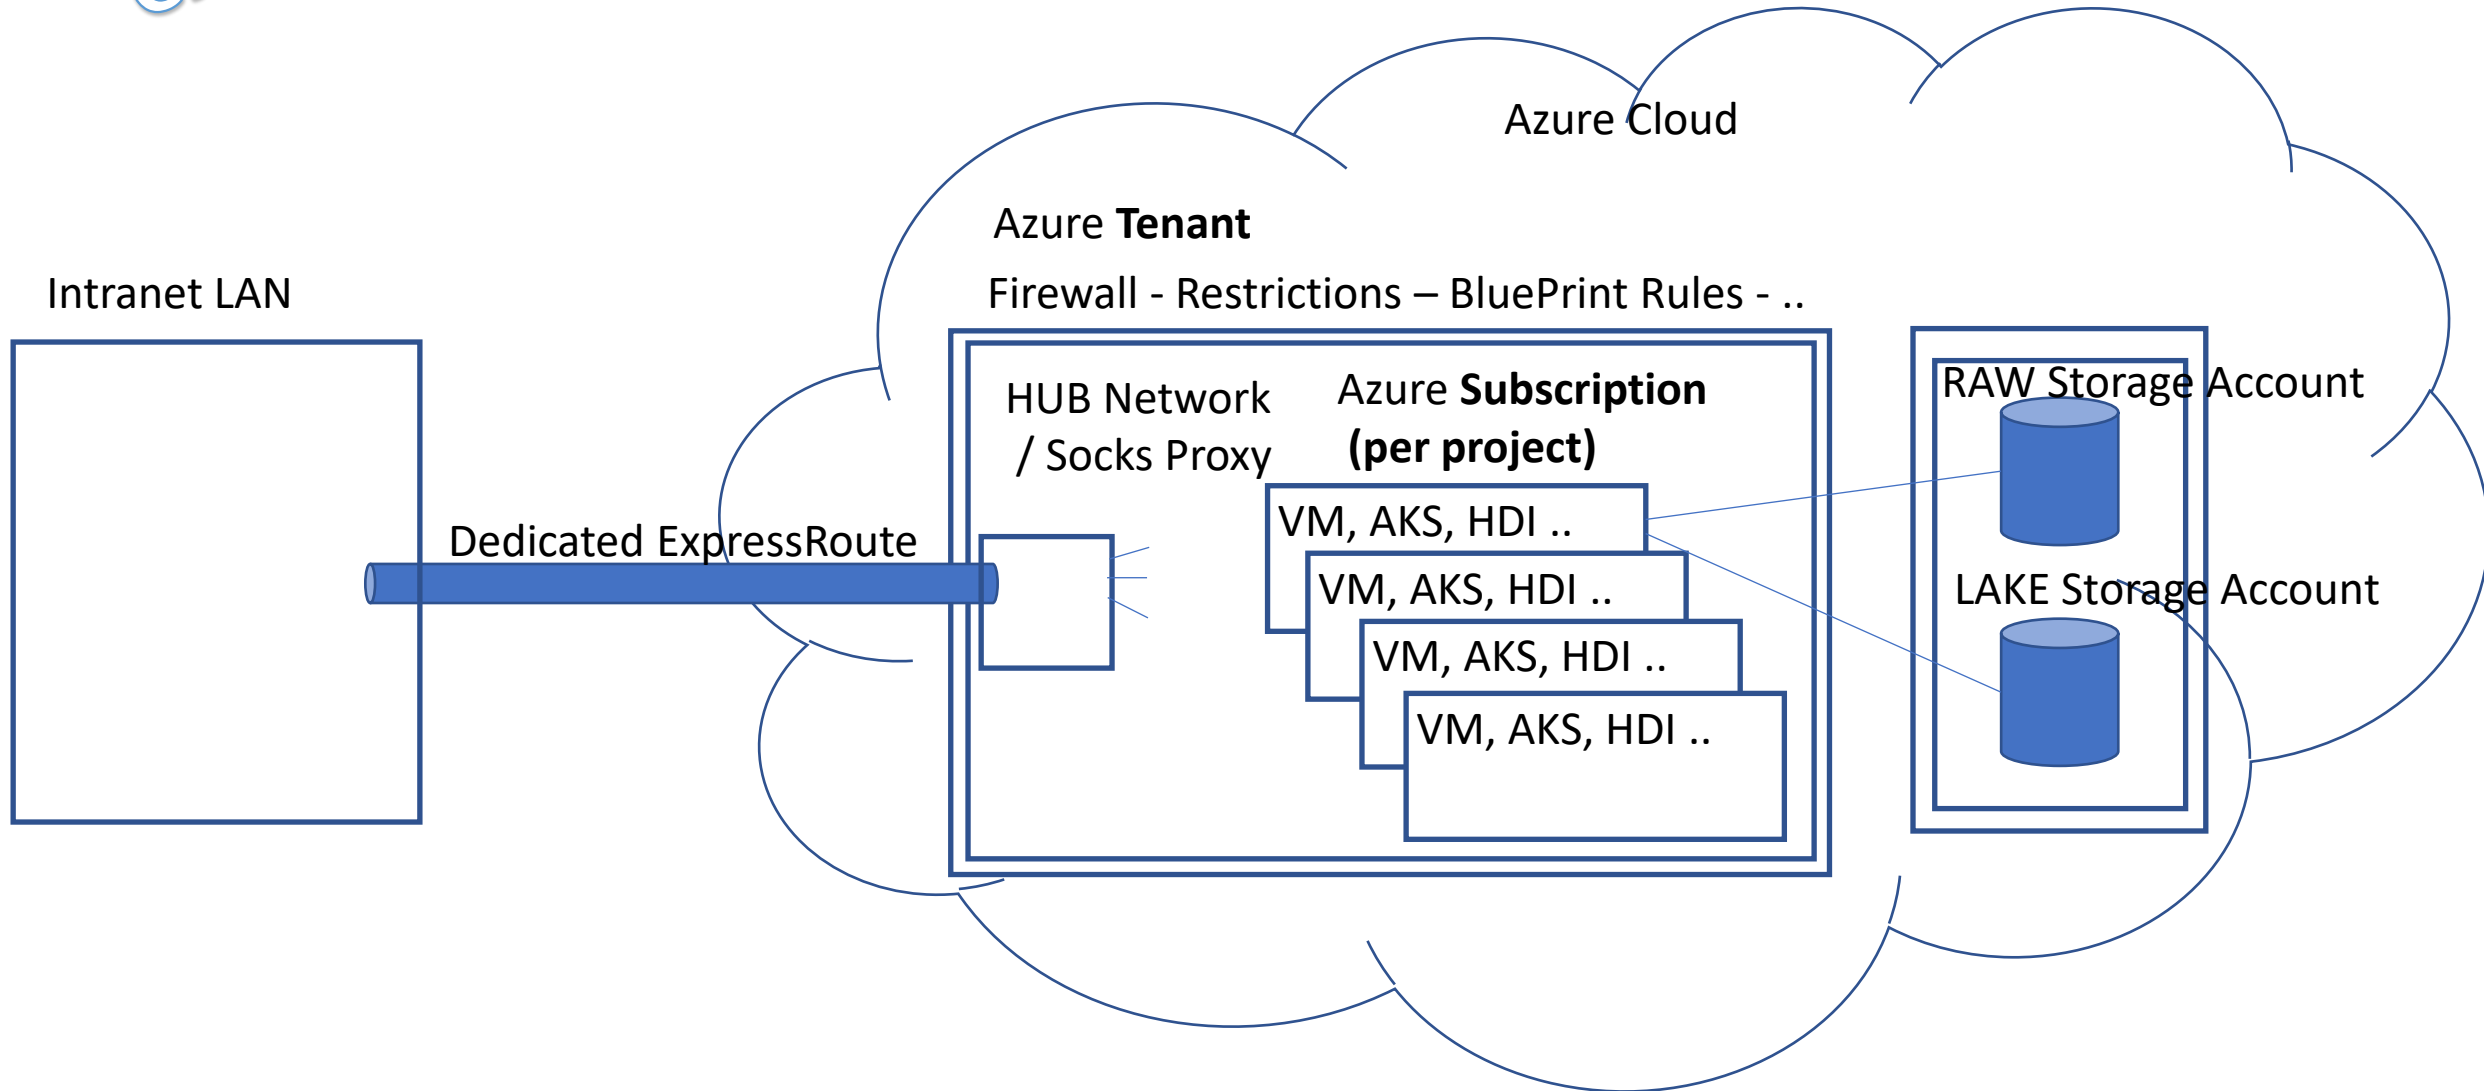 Azure Cloud
Azure Tenant
Intranet LAN
Firewall - Restrictions – BluePrint Rules - ..
HUB Network
/ Socks Proxy
Azure Subscription
(per project)
RAW Storage Account
Dedicated ExpressRoute
VM, AKS, HDI ..
VM, AKS, HDI ..
VM, AKS, HDI ..
VM, AKS, HDI ..
LAKE Storage Account